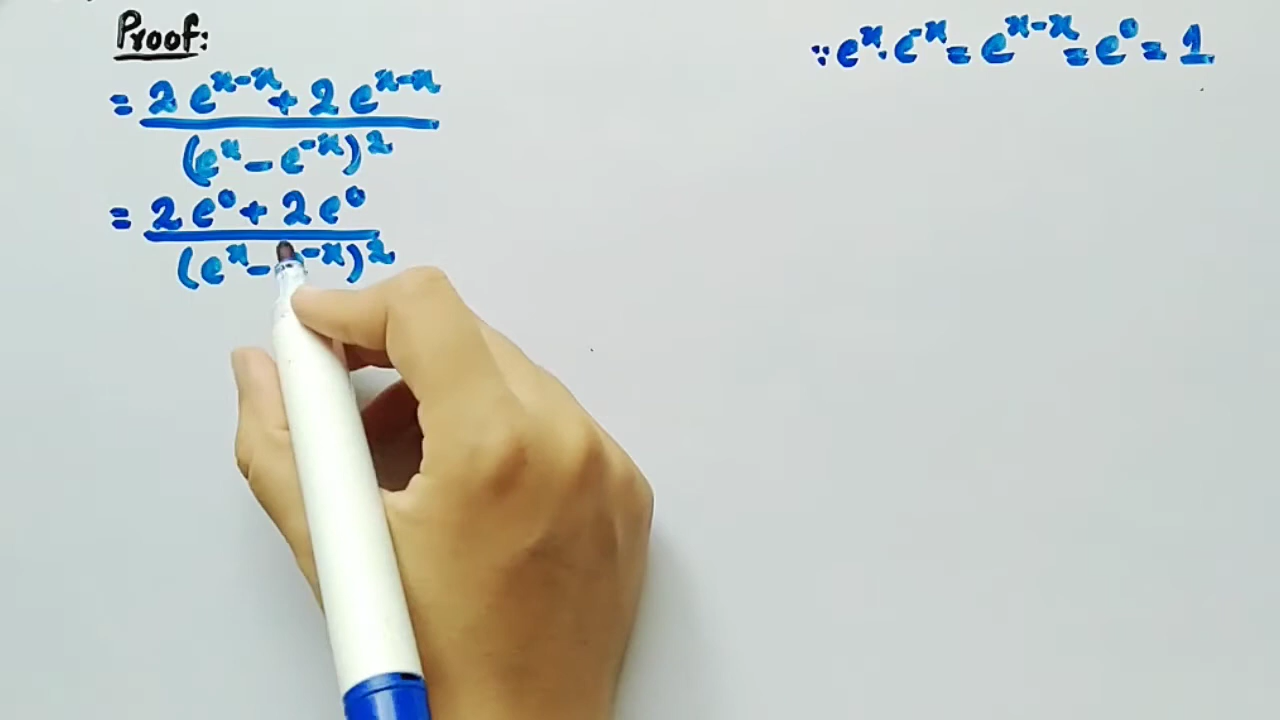 Proof:
∵ e^x · e^-x = e^x-x = e^0 = 1
= 2e^x-x + 2e^x-x / (e^x - e^-x)^2
= 2e^0 + 2e^0 / (e^x - ^-x)^2